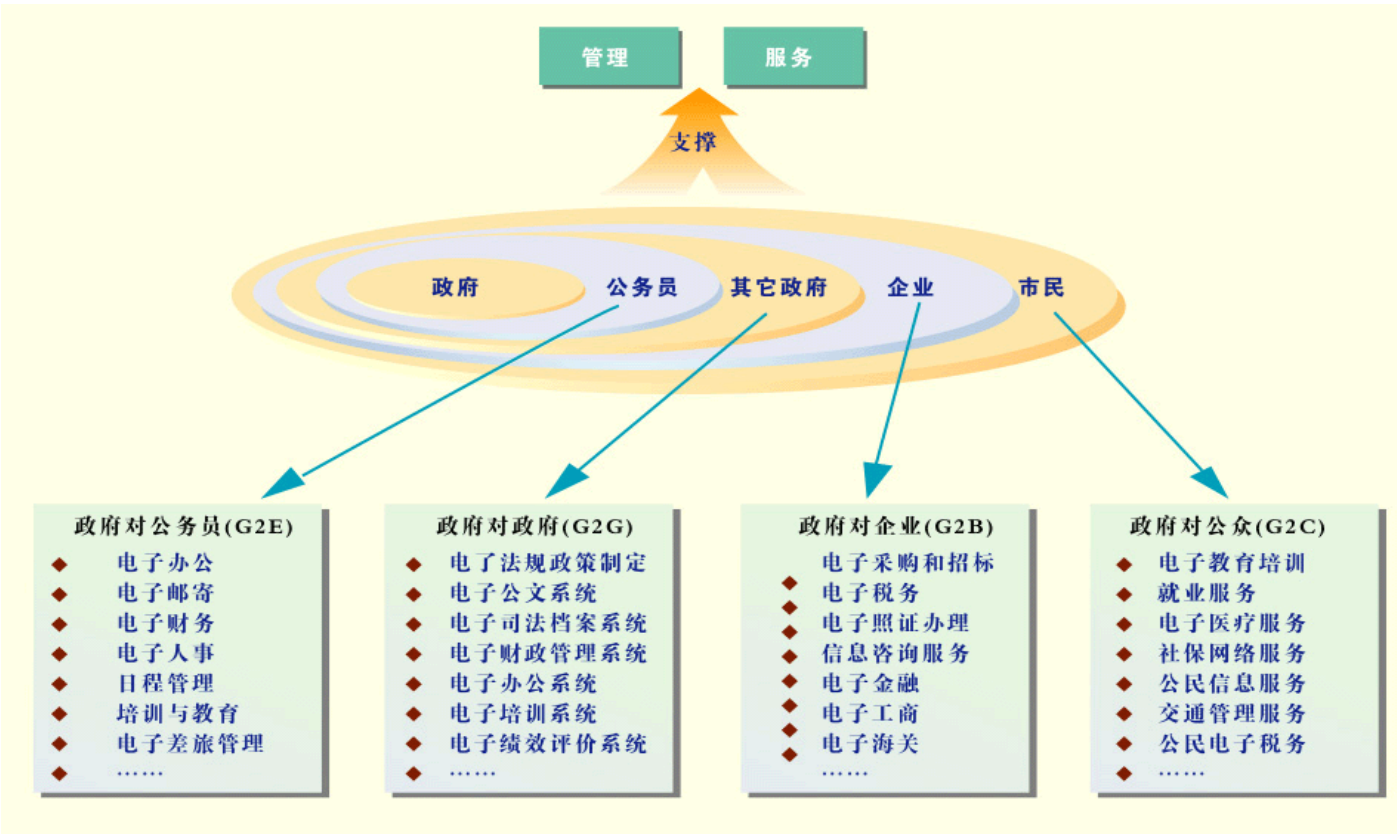 管理
服务
支撑
政府
公务员
其它政府
企业
市民
政府对公务员(G2E)
电子办公
电子邮寄
电子财务
电子人事
日程管理
培训与教育
电子差旅管理
……
政府对政府(G2G)
电了法规政策制定
电子公文系统
电子司法档案系统
电子财政管理系统
电子办公系统
电子培训系统
电子绩效评价系统
……
政府对企业(G2B)
电子采购和招标
电子税务
电子照证办理
信息咨询服务
电子金融
电子工商
电子海关
……
政府对公众(G2C)
电子教育培训
就业服务
电子医疗服务
社保网络服务
公民信息服务
交通管理服务
公民电子税务
……